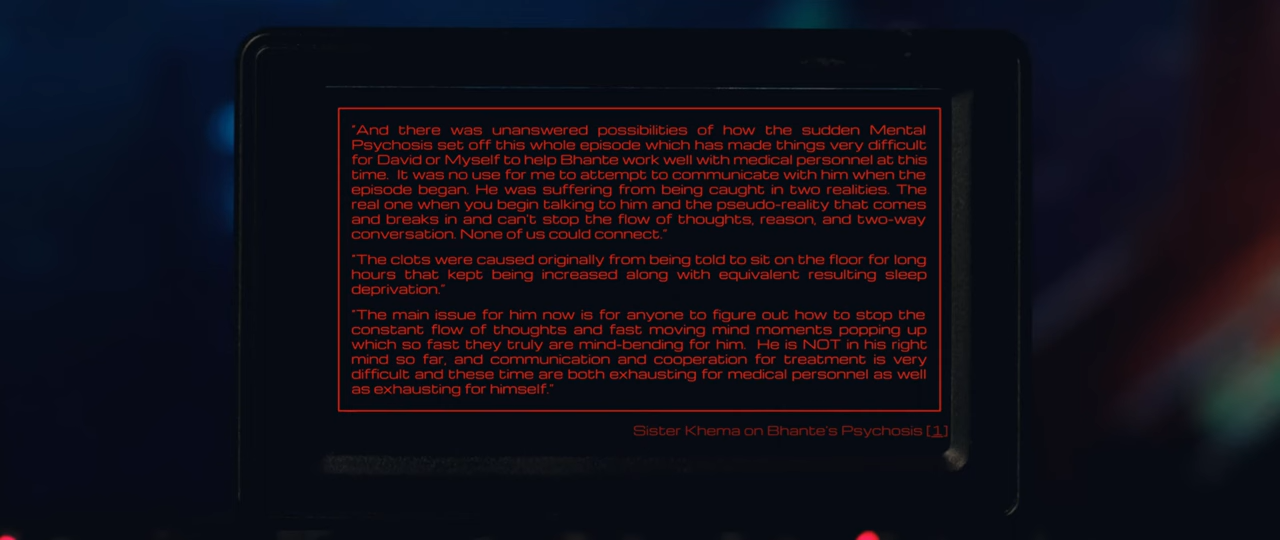 "And there was unanswered possibilities of how the sudden Mental
Psychosis set off this whole episode which has made things very difficult
for David or Myself to help Bhante work well with medical personnel at this
time. It was no use for me to attempt to communicate with him when the
episode began. He was suffering from being caught in two realities. The
real one when you begin talking to him and the pseudo-reality that comes
and breaks in and can't stop the flow of thoughts, reason, and two-way
conversation. None of us could connect."
"The clots were caused originally from being told to sit on the floor for long
hours that kept being increased along with equivalent resulting sleep
deprivation."
"The main issue for him now is for anyone to figure out how to stop the
constant flow of thoughts and fast moving mind moments popping up
which so fast they truly are mind-bending for him. He is NOT in his right
mind so far, and communication and cooperation for treatment is very
difficult and these time are both exhausting for medical personnel as well
as exhausting for himself."
Sister Khema on Bhante's Psychosis [1]